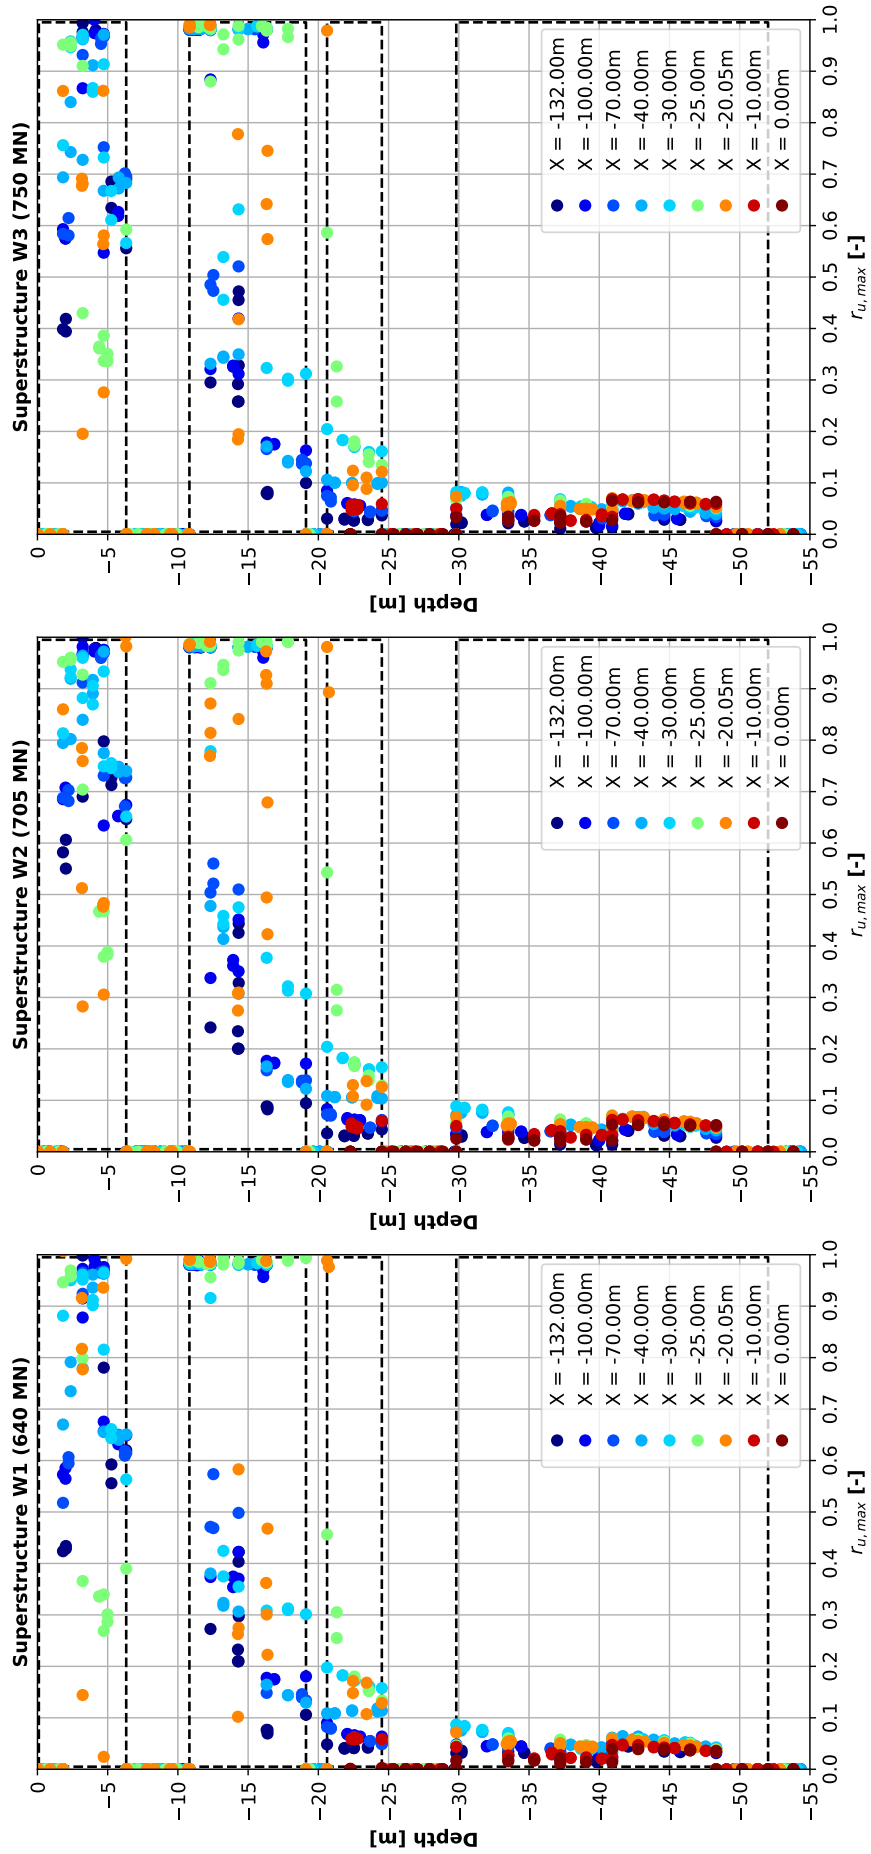 Superstructure W1 (640 MN)
Depth [m]
0
−5
−10
−15
−20
−25
−30
−35
−40
−45
−50
−55
0.0 0.1 0.2 0.3 0.4 0.5 0.6 0.7 0.8 0.9 1.0
r_{u, max} [-]
X = -132.00m
X = -100.00m
X = -70.00m
X = -40.00m
X = -30.00m
X = -25.00m
X = -20.05m
X = -10.00m
X = 0.00m
Superstructure W2 (705 MN)
Depth [m]
0
−5
−10
−15
−20
−25
−30
−35
−40
−45
−50
−55
0.0 0.1 0.2 0.3 0.4 0.5 0.6 0.7 0.8 0.9 1.0
r_{u, max} [-]
X = -132.00m
X = -100.00m
X = -70.00m
X = -40.00m
X = -30.00m
X = -25.00m
X = -20.05m
X = -10.00m
X = 0.00m
Superstructure W3 (750 MN)
Depth [m]
0
−5
−10
−15
−20
−25
−30
−35
−40
−45
−50
−55
0.0 0.1 0.2 0.3 0.4 0.5 0.6 0.7 0.8 0.9 1.0
r_{u, max} [-]
X = -132.00m
X = -100.00m
X = -70.00m
X = -40.00m
X = -30.00m
X = -25.00m
X = -20.05m
X = -10.00m
X = 0.00m